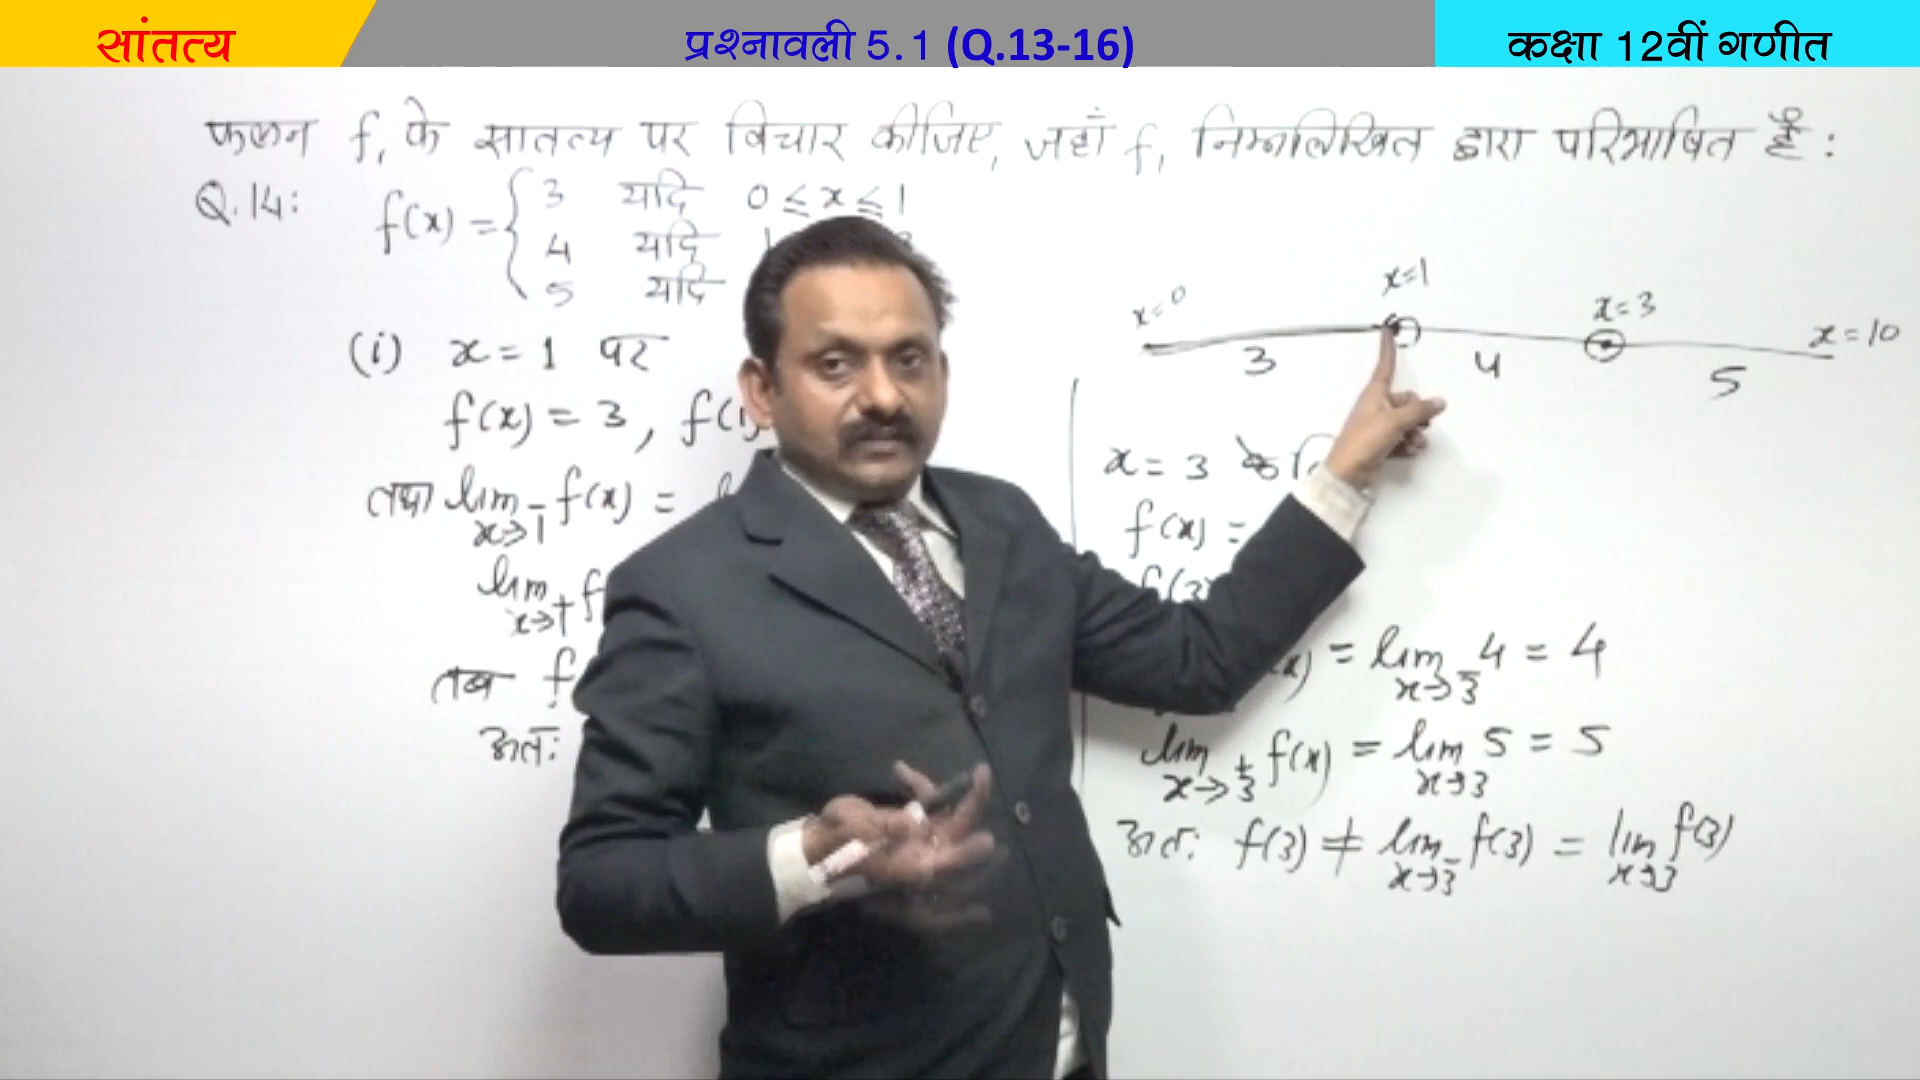 सांतत्य
प्रश्नावली 5.1 (Q.13-16)
कक्षा 12वीं गणीत
फलन f, के सातत्य पर विचार कीजिए, जहाँ f, निम्नलिखित द्वारा परिभाषित है :
Q.14: f(x) = { 3 यदि 0 ≤ x ≤ 1
4 यदि 1
5 यदि
x=0 x=1 x=3 x=10
3 4 5
(i) x = 1 पर
f(x) = 3, f(1)
तथा lim x→1⁻ f(x) =
lim x→1⁺ f
तब f
अतः
x = 3
f(x) =
f(3)
(x) = lim x→3⁻ 4 = 4
lim x→3⁺ f(x) = lim x→3 5 = 5
अतः f(3) ≠ lim x→3⁻ f(3) = lim x→3 f(3)